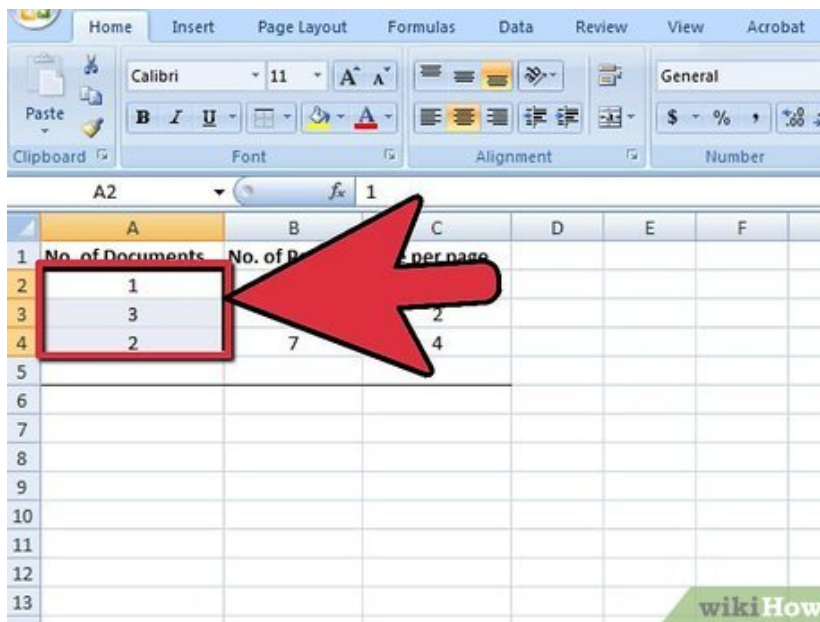 Home Insert Page Layout Formulas Data Review View Acrobat
Calibri 11 A A General
Paste B I U A $ % ,
Clipboard Font Alignment Number
A2 fx 1
A B C D E F
1 No. of Documents No. of per page
2 1
3 3 2
4 2 7 4
5
6
7
8
9
10
11
12
13
wikiHow